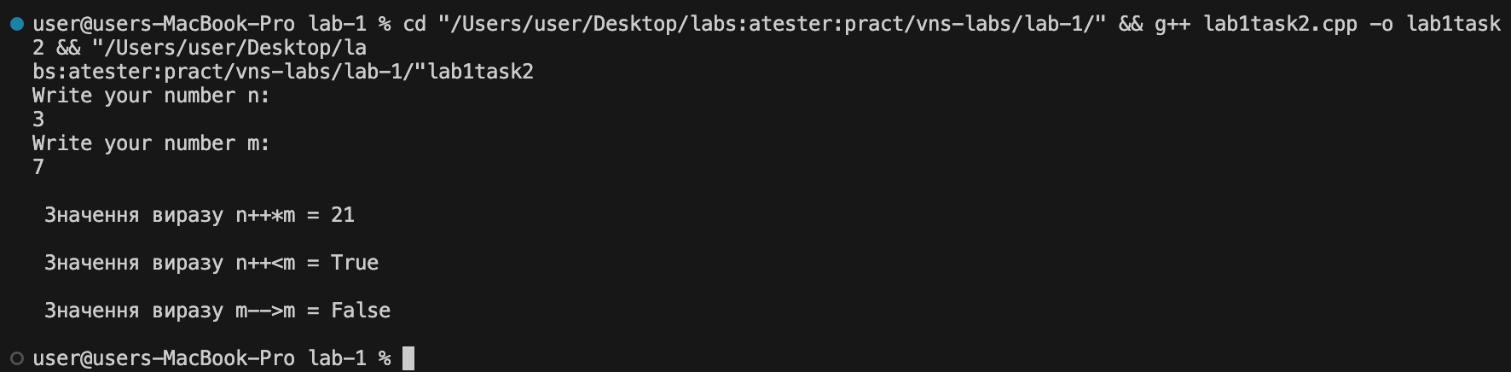 user@users-MacBook-Pro lab-1 % cd "/Users/user/Desktop/labs:atester:pract/vns-labs/lab-1/" && g++ lab1task2.cpp -o lab1task
2 && "/Users/user/Desktop/la
bs:atester:pract/vns-labs/lab-1/"lab1task2
Write your number n:
3
Write your number m:
7
Значення виразу n++*m = 21
Значення виразу n++<m = True
Значення виразу m-->m = False
user@users-MacBook-Pro lab-1 %